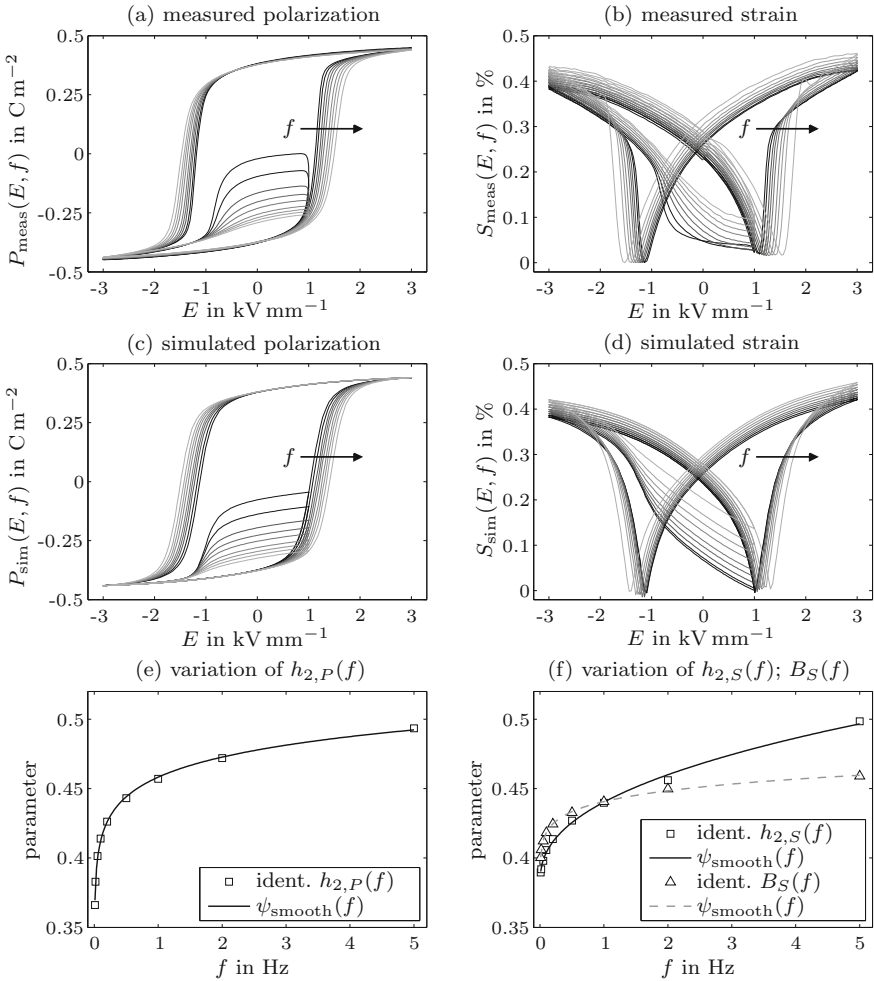 (a) measured polarization
(b) measured strain
P_meas(E, f) in C m⁻²
0.5
0.25
0
-0.25
-0.5
f
-3 -2 -1 0 1 2 3
E in kV mm⁻¹
S_meas(E, f) in %
0.5
0.4
0.3
0.2
0.1
0
f
-3 -2 -1 0 1 2 3
E in kV mm⁻¹
(c) simulated polarization
(d) simulated strain
P_sim(E, f) in C m⁻²
0.5
0.25
0
-0.25
-0.5
f
-3 -2 -1 0 1 2 3
E in kV mm⁻¹
S_sim(E, f) in %
0.5
0.4
0.3
0.2
0.1
0
f
-3 -2 -1 0 1 2 3
E in kV mm⁻¹
(e) variation of h_2,P(f)
(f) variation of h_2,S(f); B_S(f)
parameter
0.5
0.45
0.4
0.35
ident. h_2,P(f)
ψ_smooth(f)
0 1 2 3 4 5
f in Hz
parameter
0.5
0.45
0.4
0.35
ident. h_2,S(f)
ψ_smooth(f)
ident. B_S(f)
ψ_smooth(f)
0 1 2 3 4 5
f in Hz